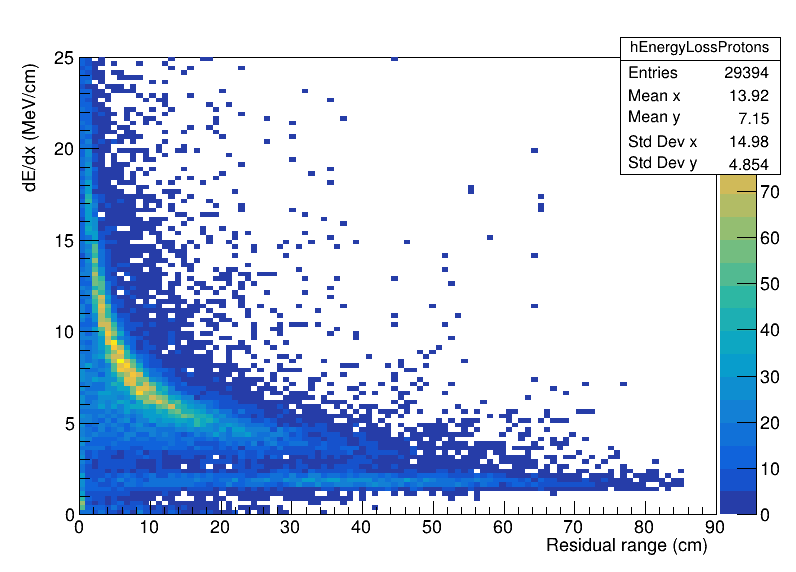 hEnergyLossProtons
Entries 29394
Mean x 13.92
Mean y 7.15
Std Dev x 14.98
Std Dev y 4.854
dE/dx (MeV/cm)
25
20
15
10
5
0
0 10 20 30 40 50 60 70 80 90
Residual range (cm)
70
60
50
40
30
20
10
0